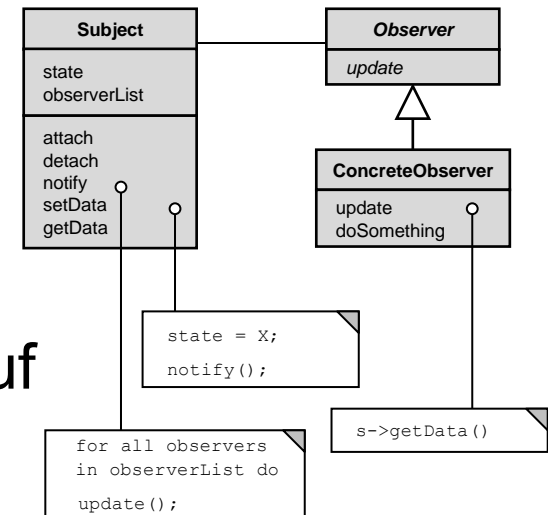 Subject
state
observerList
attach
detach
notify
setData
getData
Observer
update
ConcreteObserver
update
doSomething
state = X;
notify();
uf
s->getData()
for all observers
in observerList do
update();